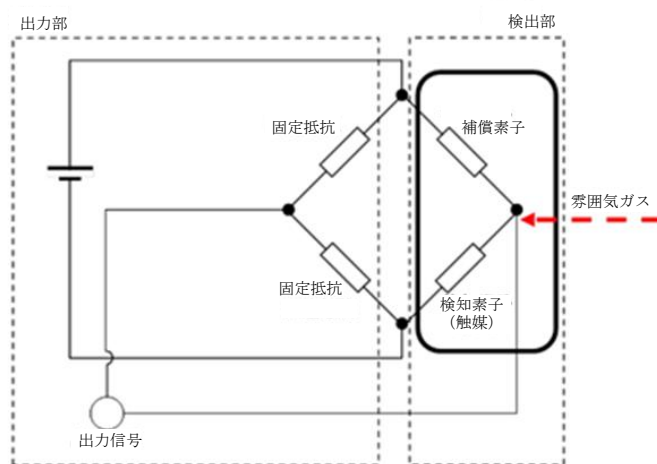 出力部
検出部
固定抵抗
補償素子
雰囲気ガス
固定抵抗
検知素子
（触媒）
出力信号